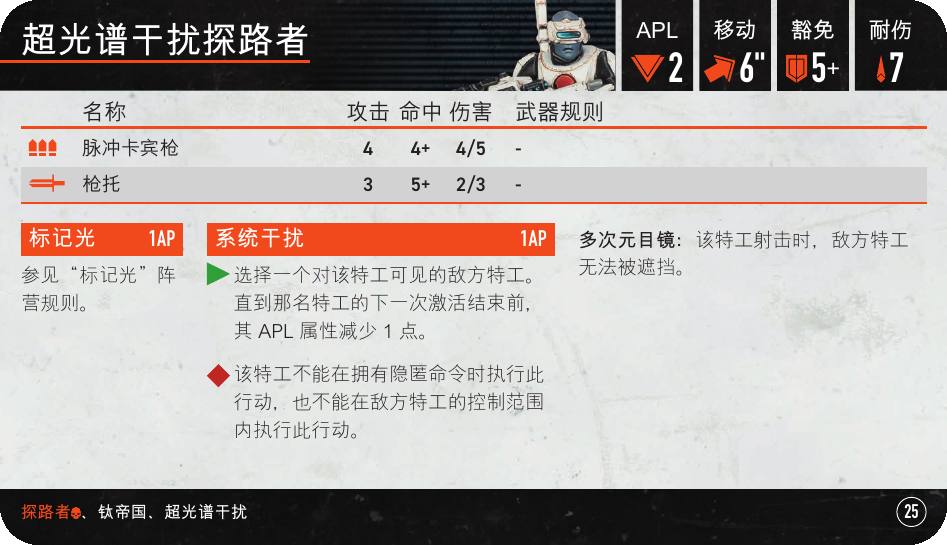 超光谱干扰探路者
APL 移动 豁免 耐伤
2 6" 5+ 7
名称 攻击 命中 伤害 武器规则
脉冲卡宾枪 4 4+ 4/5 -
枪托 3 5+ 2/3 -
标记光 1AP
参见“标记光”阵
营规则。
系统干扰 1AP
选择一个对该特工可见的敌方特工。
直到那名特工的下一次激活结束前，
其 APL 属性减少 1 点。
该特工不能在拥有隐匿命令时执行此
行动，也不能在敌方特工的控制范围
内执行此行动。
多次元目镜：该特工射击时，敌方特工
无法被遮挡。
探路者、钛帝国、超光谱干扰
25